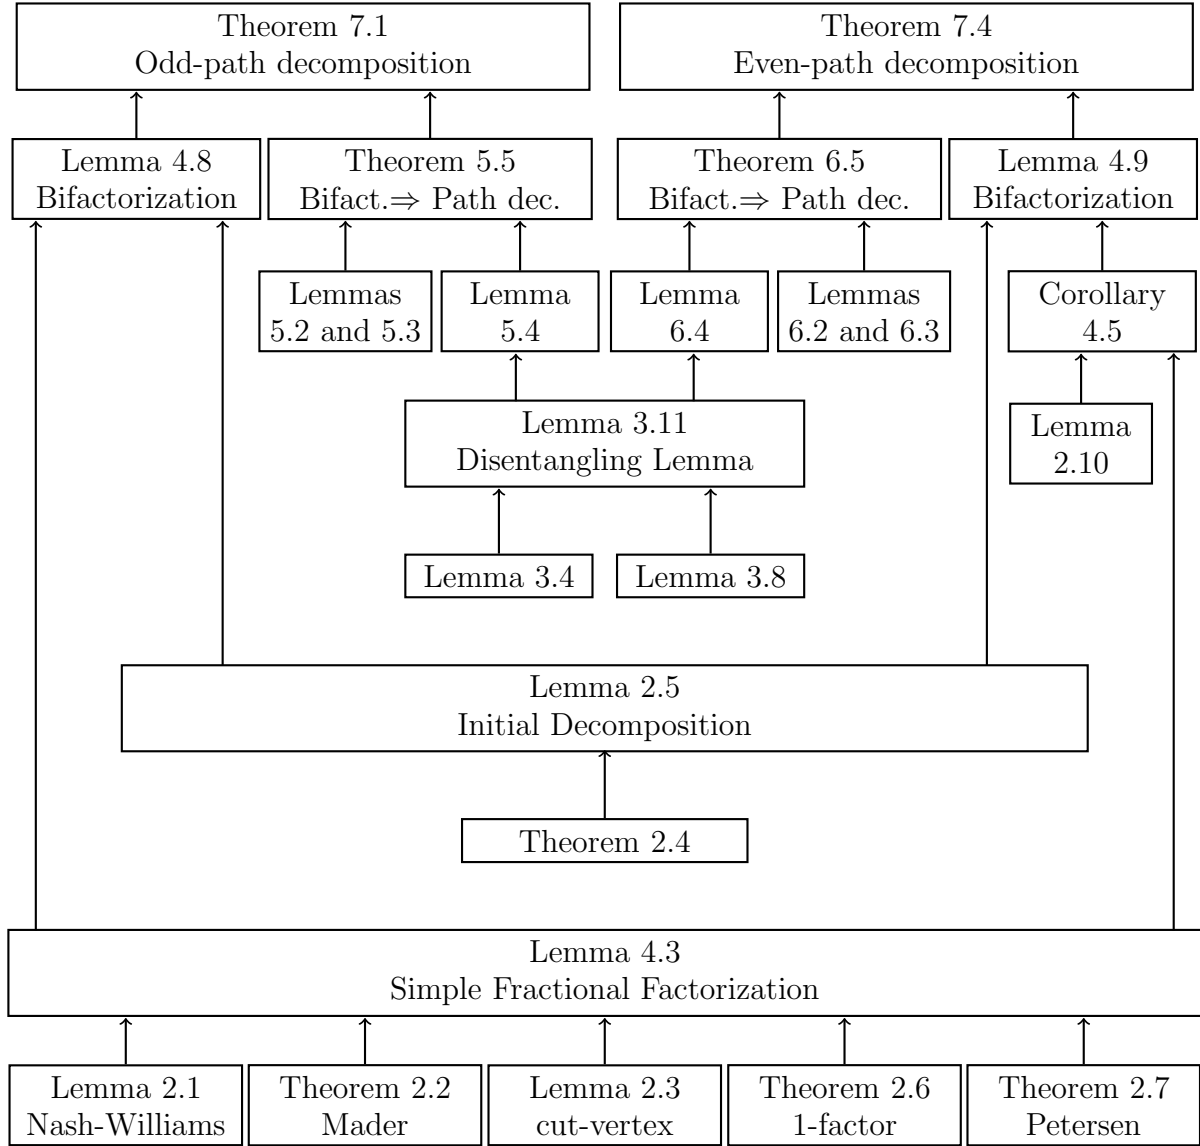 Theorem 7.1
Odd-path decomposition
Theorem 7.4
Even-path decomposition
Lemma 4.8
Bifactorization
Theorem 5.5
Bifact.⇒ Path dec.
Theorem 6.5
Bifact.⇒ Path dec.
Lemma 4.9
Bifactorization
Lemmas
5.2 and 5.3
Lemma
5.4
Lemma
6.4
Lemmas
6.2 and 6.3
Corollary
4.5
Lemma 3.11
Disentangling Lemma
Lemma
2.10
Lemma 3.4
Lemma 3.8
Lemma 2.5
Initial Decomposition
Theorem 2.4
Lemma 4.3
Simple Fractional Factorization
Lemma 2.1
Nash-Williams
Theorem 2.2
Mader
Lemma 2.3
cut-vertex
Theorem 2.6
1-factor
Theorem 2.7
Petersen